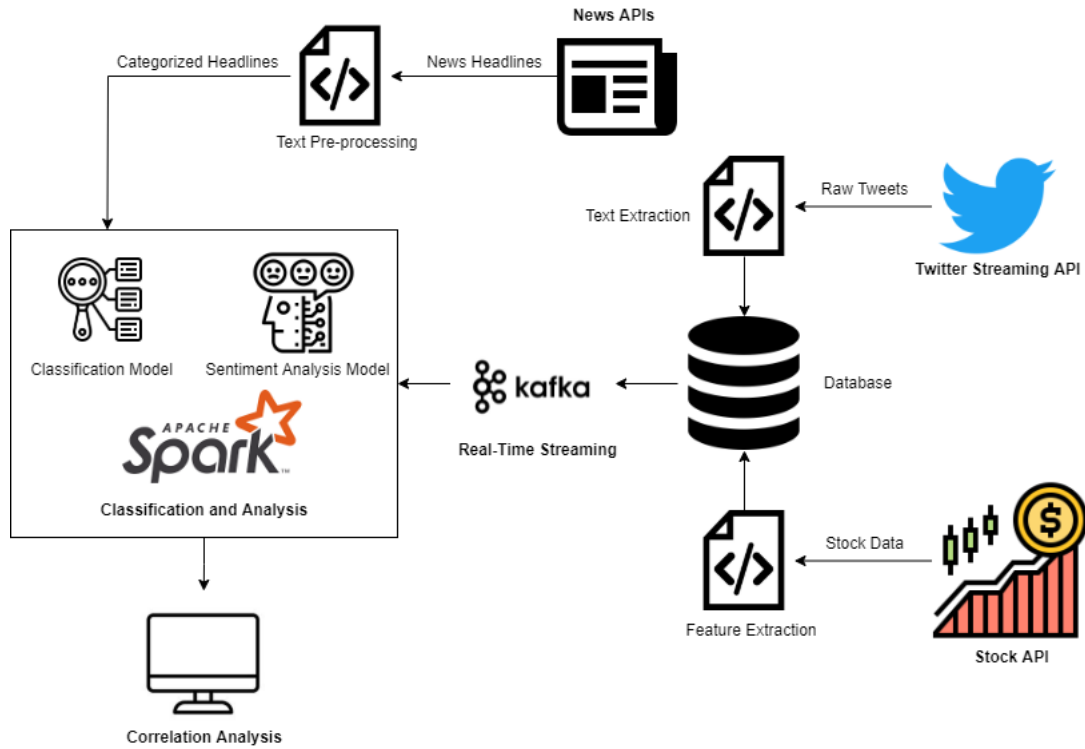 News APIs
Categorized Headlines
News Headlines
Text Pre-processing
Raw Tweets
Text Extraction
Twitter Streaming API
Classification Model
Sentiment Analysis Model
Database
kafka
Real-Time Streaming
APACHE
Spark™
Classification and Analysis
Stock Data
Feature Extraction
Stock API
Correlation Analysis